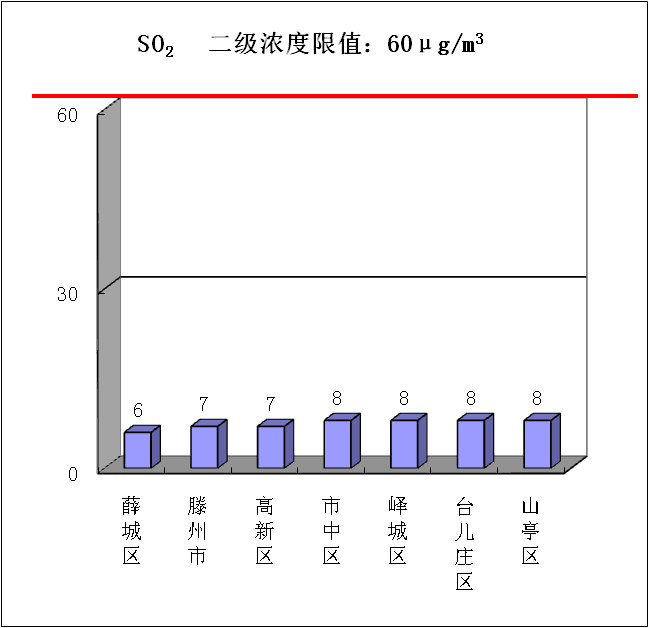 SO₂ 二级浓度限值：60μg/m³
60
30
0
6 7 7 8 8 8 8
薛城区
滕州市
高新区
市中区
峄城区
台儿庄区
山亭区